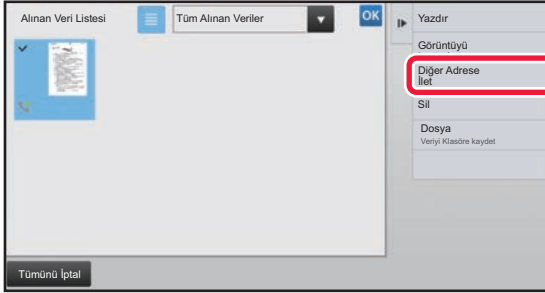 Alınan Veri Listesi
Tüm Alınan Veriler
OK
Yazdır
Görüntüyü
Diğer Adrese
İlet
Sil
Dosya
Veriyi Klasöre kaydet
Tümünü İptal